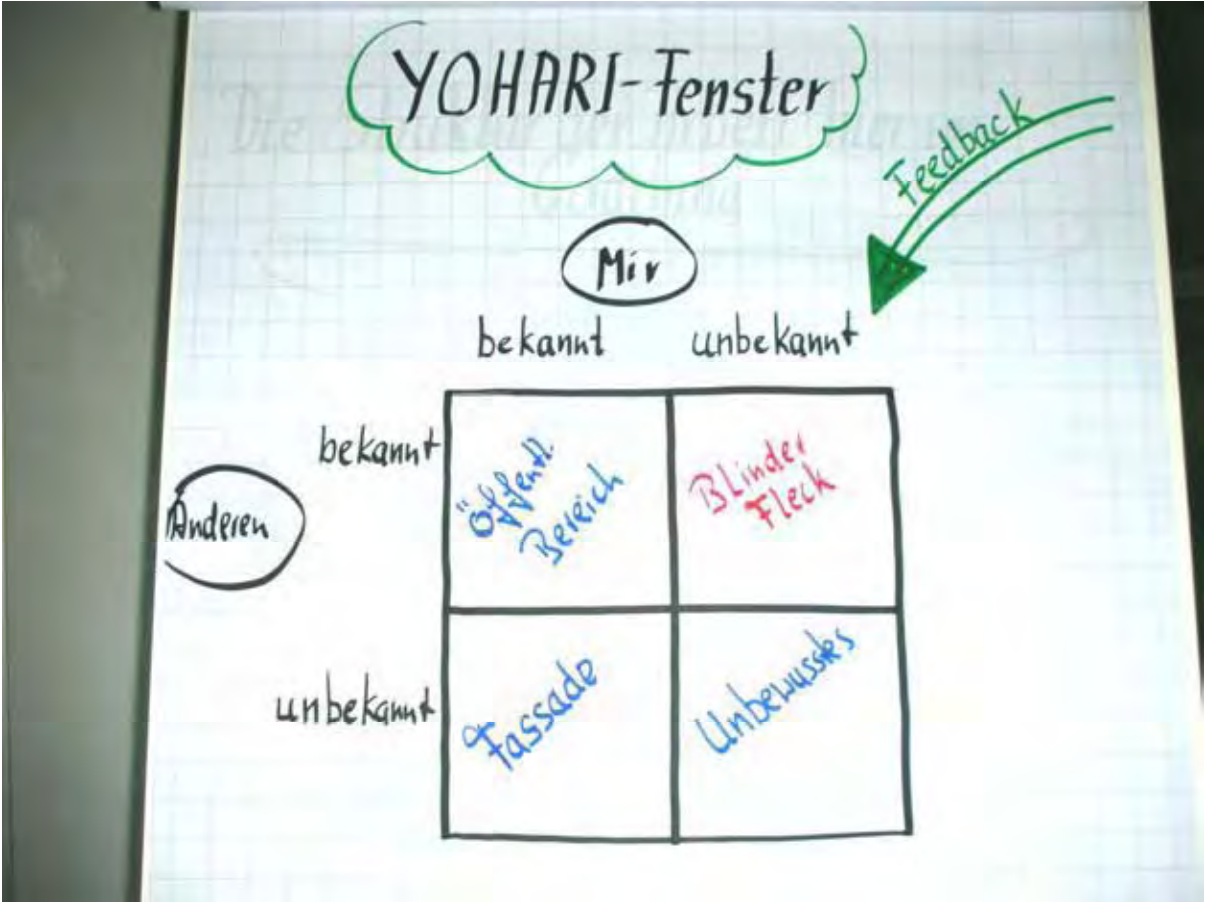 YOHARI-Fenster
Feedback
Mir
bekannt unbekannt
bekannt
Anderen
unbekannt
Öffentl.
Bereich
Blinder
Fleck
Fassade
Unbewusstes